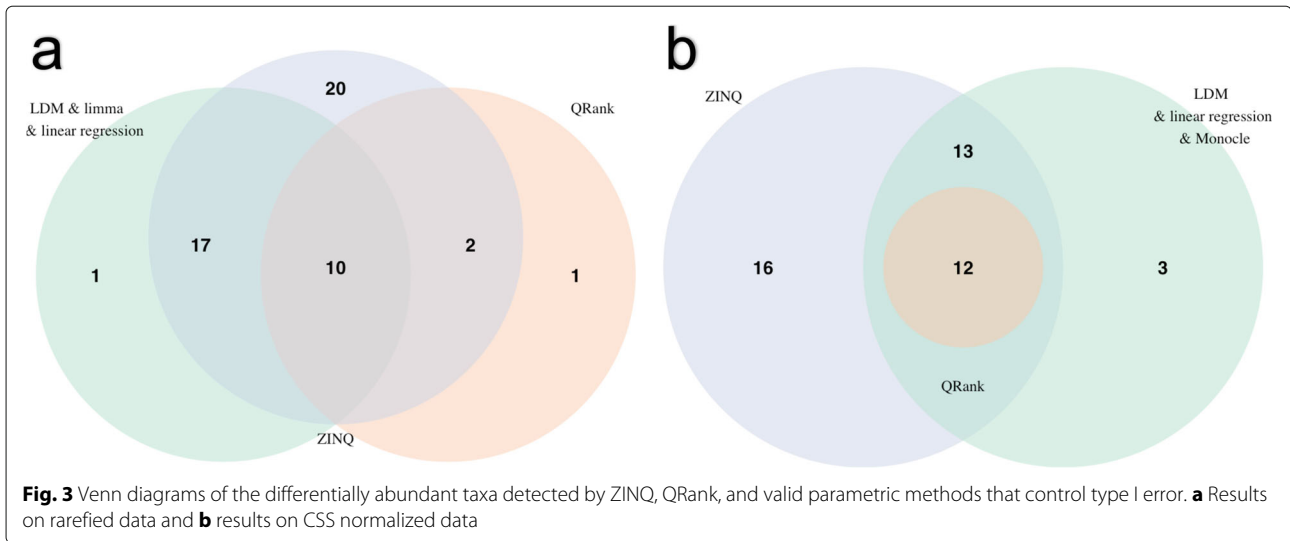 a
20
LDM & limma
& linear regression
QRank
17
2
1
10
1
ZINQ
b
ZINQ
LDM
& linear regression
& Monocle
13
16
12
3
QRank
Fig. 3 Venn diagrams of the differentially abundant taxa detected by ZINQ, QRank, and valid parametric methods that control type I error. a Results
on rarefied data and b results on CSS normalized data